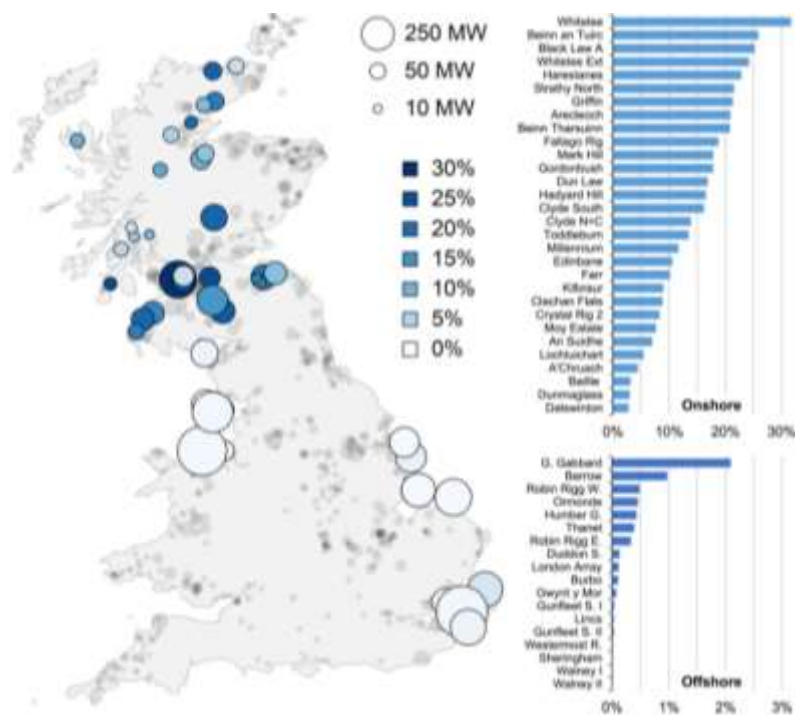 250 MW
50 MW
10 MW
30%
25%
20%
15%
10%
5%
0%
Whitelee
Beinn an Tuirc
Black Law A
Whitelee Ext
Harestanes
Strathy North
Griffin
Arecleoch
Beinn Tharsuinn
Fallago Rig
Mark Hill
Gordonbush
Dun Law
Hadyard Hill
Clyde South
Clyde N+C
Toddleburn
Millennium
Edinbane
Farr
Kilbraur
Clachan Flats
Crystal Rig 2
Moy Estate
An Suidhe
Lochluichart
A'Chruach
Baillie
Dunmaglass
Dalswinton
Onshore
0% 10% 20% 30%
G. Gabbard
Barrow
Robin Rigg W.
Ormonde
Humber G.
Thanet
Robin Rigg E.
Duddon S.
London Array
Burbo
Gwynt y Mor
Gunfleet S. I
Lincs
Gunfleet S. II
Westermost R.
Sheringham
Walney I
Walney II
Offshore
0% 1% 2% 3%